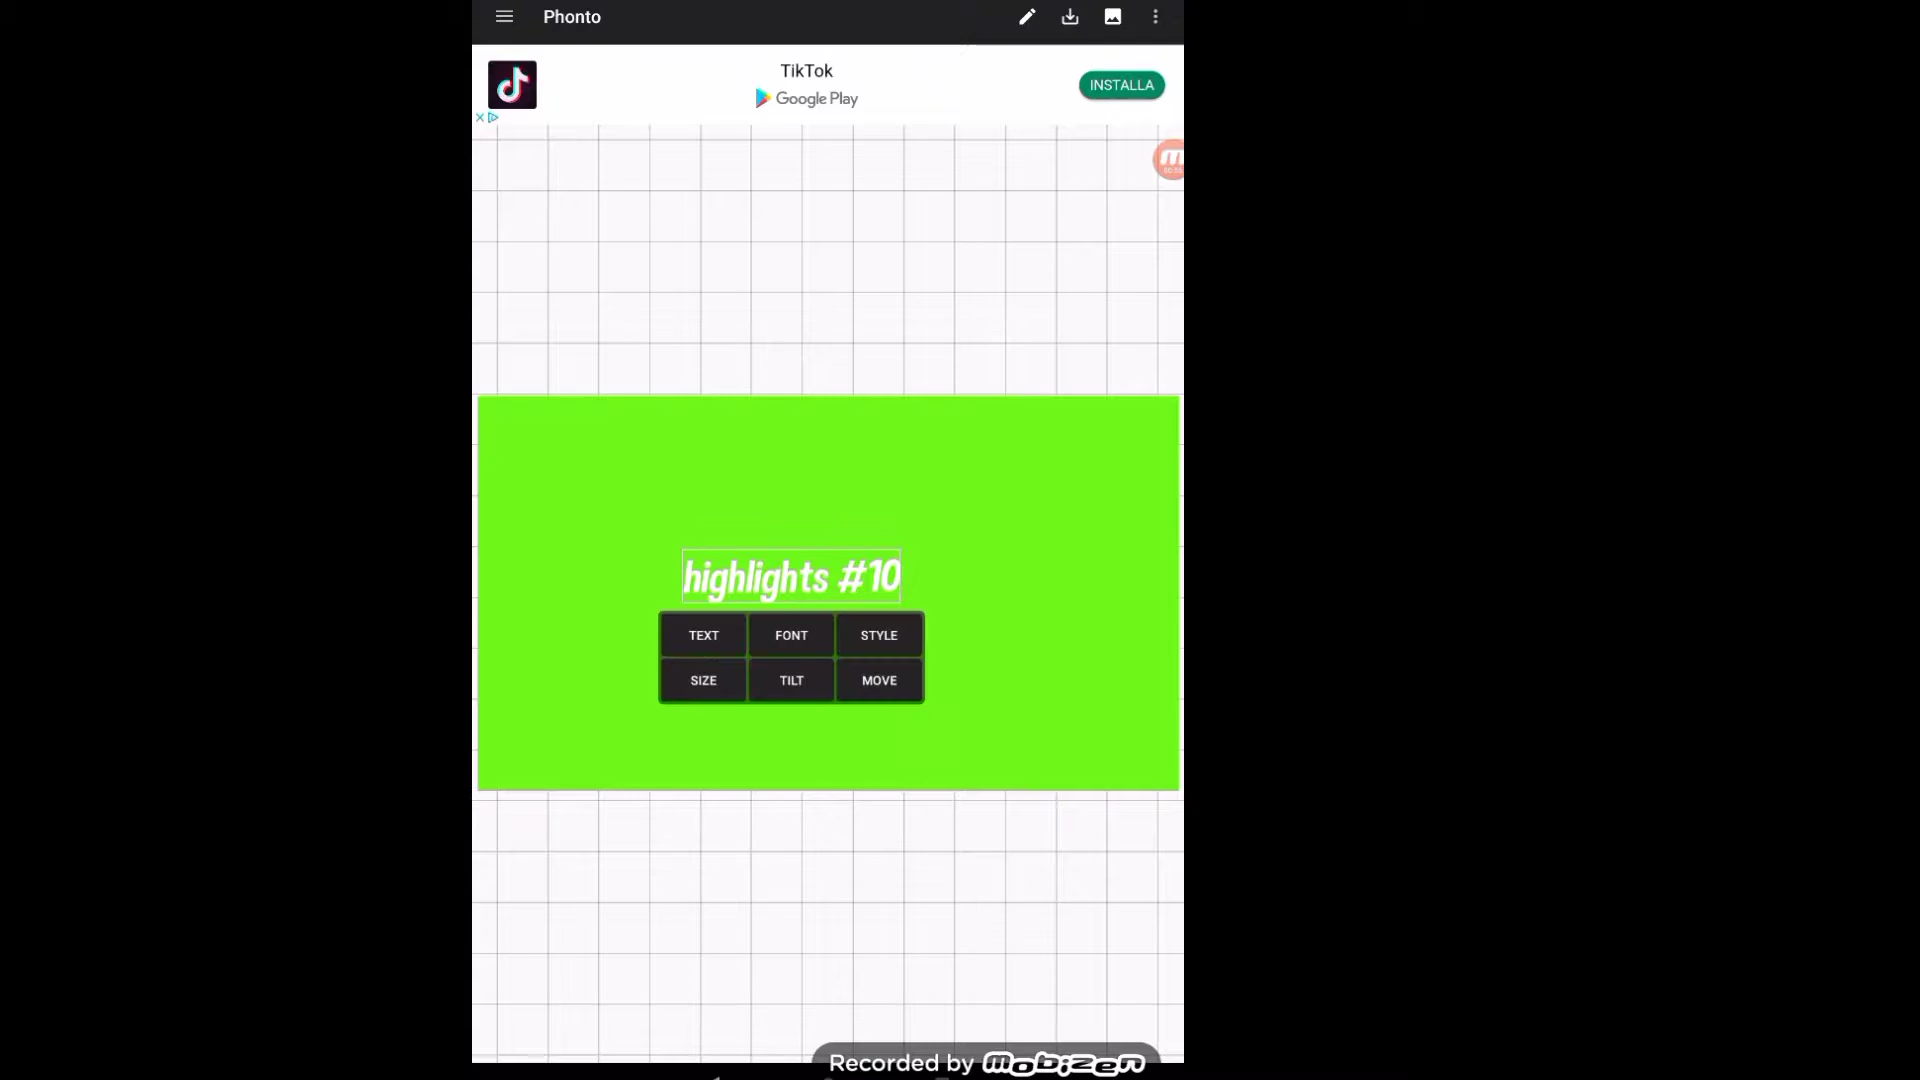 Phonto
TikTok
Google Play
INSTALLA
highlights #10
TEXT FONT STYLE
SIZE TILT MOVE
Recorded by mobizen